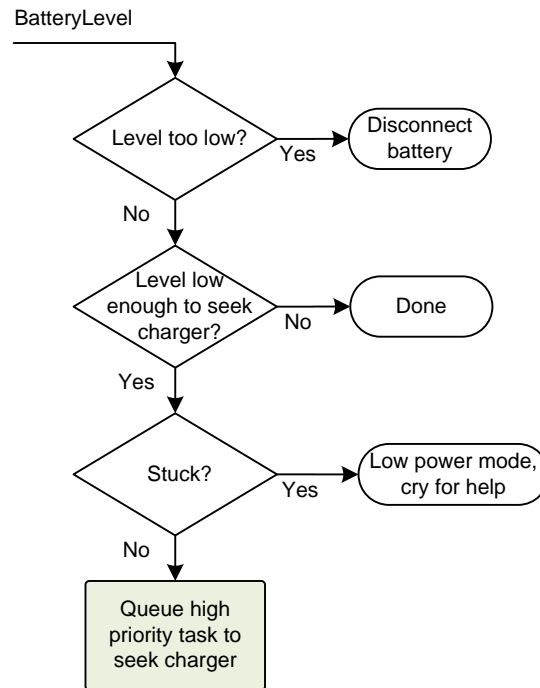 BatteryLevel
Level too low?
Yes
Disconnect
battery
No
Level low
enough to seek
charger?
No
Done
Yes
Stuck?
Yes
Low power mode,
cry for help
No
Queue high
priority task to
seek charger